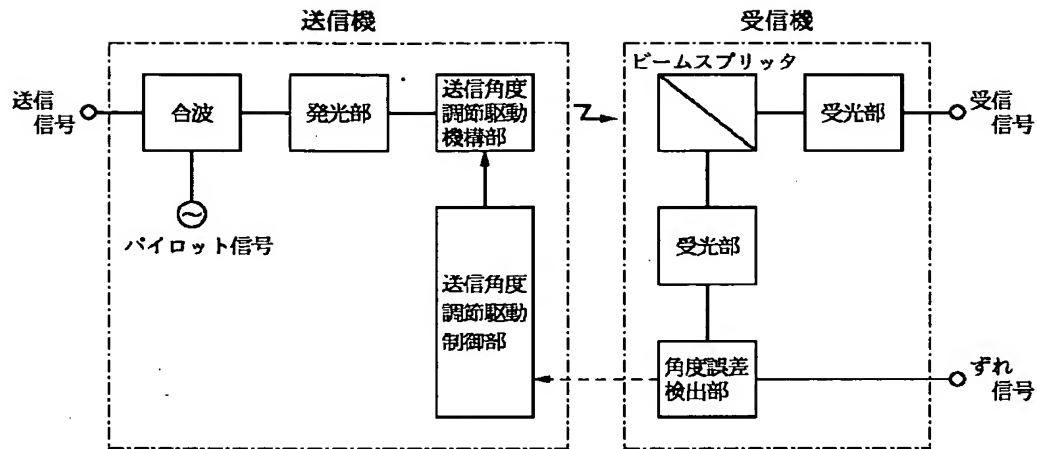 送信機
受信機
送信
信号
合波
発光部
送信角度
調節駆動
機構部
パイロット信号
送信角度
調節駆動
制御部
ビームスプリッタ
受光部
受信
信号
受光部
角度誤差
検出部
ずれ
信号